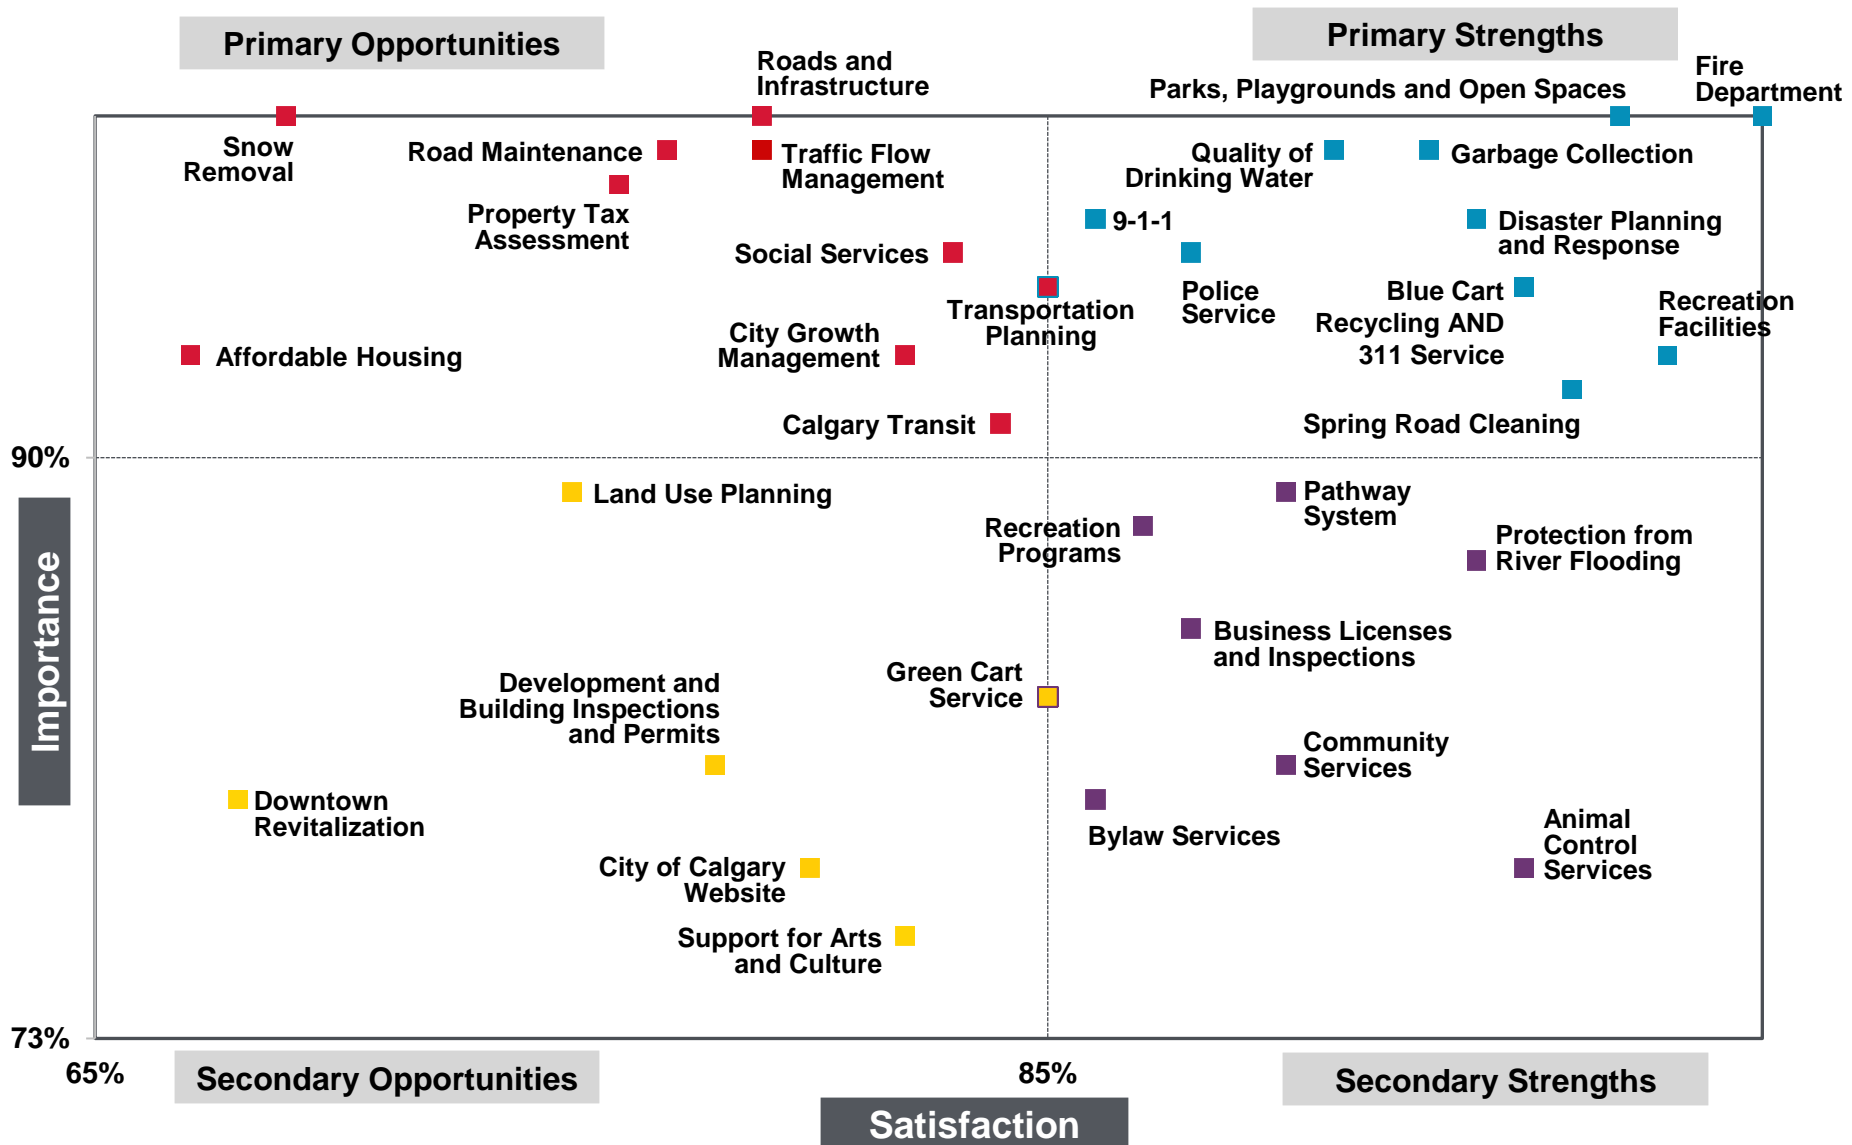 Primary Opportunities
Primary Strengths
Roads and
Infrastructure
Parks, Playgrounds and Open Spaces
Fire
Department
Snow
Removal
Road Maintenance
Traffic Flow
Management
Quality of
Drinking Water
Garbage Collection
Property Tax
Assessment
9-1-1
Disaster Planning
and Response
Social Services
Transportation
Planning
Police
Service
Blue Cart
Recycling AND
311 Service
Recreation
Facilities
City Growth
Management
Affordable Housing
Calgary Transit
Spring Road Cleaning
90%
Land Use Planning
Pathway
System
Recreation
Programs
Protection from
River Flooding
Importance
Business Licenses
and Inspections
Green Cart
Service
Development and
Building Inspections
and Permits
Community
Services
Downtown
Revitalization
Bylaw Services
Animal
Control
Services
City of Calgary
Website
Support for Arts
and Culture
73%
65%
85%
Secondary Opportunities
Secondary Strengths
Satisfaction